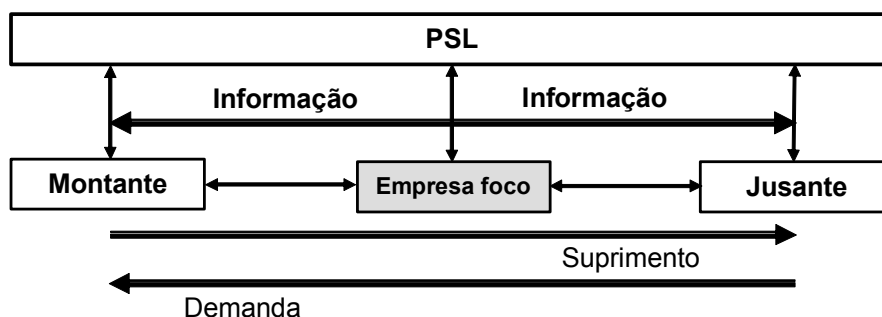 PSL
Informação Informação
Montante Empresa foco Jusante
Suprimento
Demanda